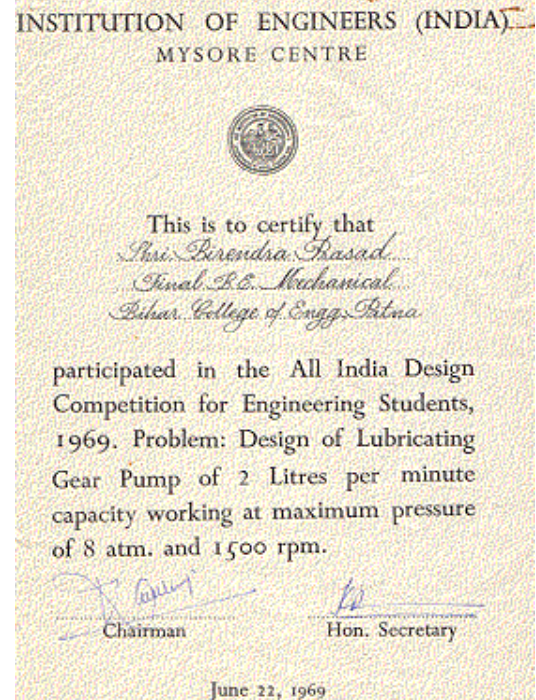 INSTITUTION OF ENGINEERS (INDIA)
MYSORE CENTRE
This is to certify that
Shri. Birendra Prasad
Final B.E. Mechanical
Bihar College of Engg. Patna
participated in the All India Design
Competition for Engineering Students,
1969. Problem: Design of Lubricating
Gear Pump of 2 Litres per minute
capacity working at maximum pressure
of 8 atm. and 1500 rpm.
Chairman
Hon. Secretary
June 22, 1969